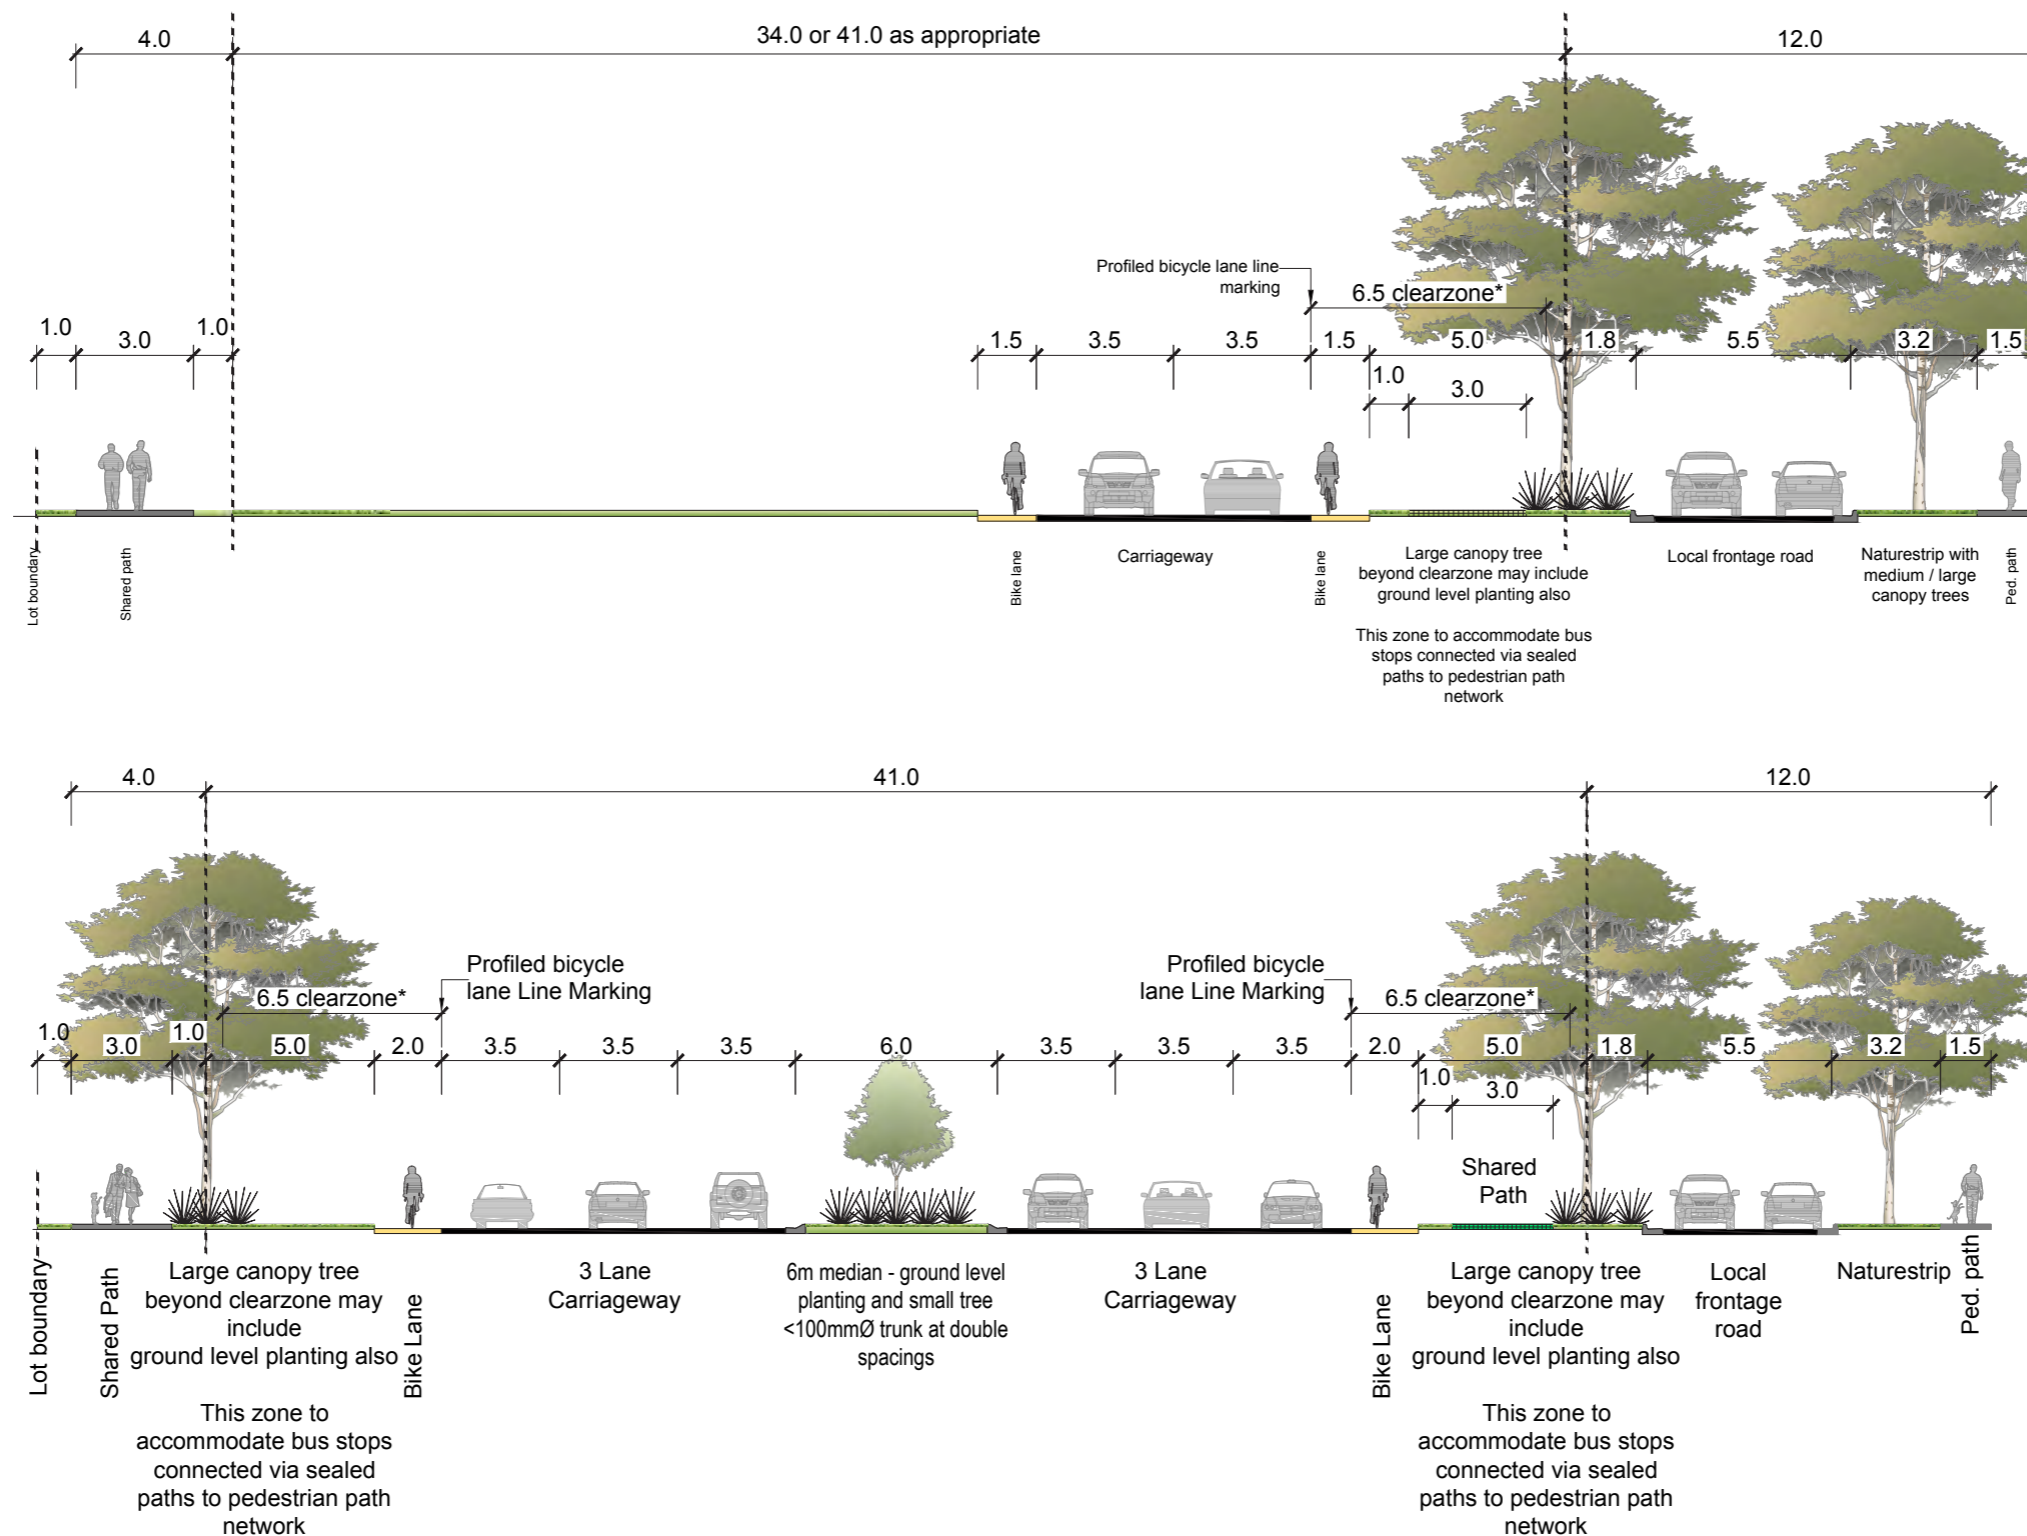 4.0
34.0 or 41.0 as appropriate
12.0
Profiled bicycle lane line
marking
6.5 clearzone*
1.0
3.0
1.0
1.5
3.5
3.5
1.5
5.0
1.8
5.5
3.2
1.5
1.0
3.0
Lot boundary
Shared path
Bike lane
Carriageway
Bike lane
Large canopy tree
beyond clearzone may include
ground level planting also
This zone to accommodate bus
stops connected via sealed
paths to pedestrian path
network
Local frontage road
Naturestrip with
medium / large
canopy trees
Ped. path
4.0
41.0
12.0
Profiled bicycle
lane Line Marking
Profiled bicycle
lane Line Marking
6.5 clearzone*
6.5 clearzone*
1.0
3.0
1.0
5.0
2.0
3.5
3.5
3.5
6.0
3.5
3.5
3.5
2.0
5.0
1.8
5.5
3.2
1.5
1.0
3.0
Shared
Path
Lot boundary
Shared Path
Large canopy tree
beyond clearzone may
include
ground level planting also
This zone to
accommodate bus stops
connected via sealed
paths to pedestrian path
network
Bike Lane
3 Lane
Carriageway
6m median - ground level
planting and small tree
<100mmØ trunk at double
spacings
3 Lane
Carriageway
Bike Lane
Large canopy tree
beyond clearzone may
include
ground level planting also
This zone to
accommodate bus stops
connected via sealed
paths to pedestrian path
network
Local
frontage
road
Naturestrip
Ped. path